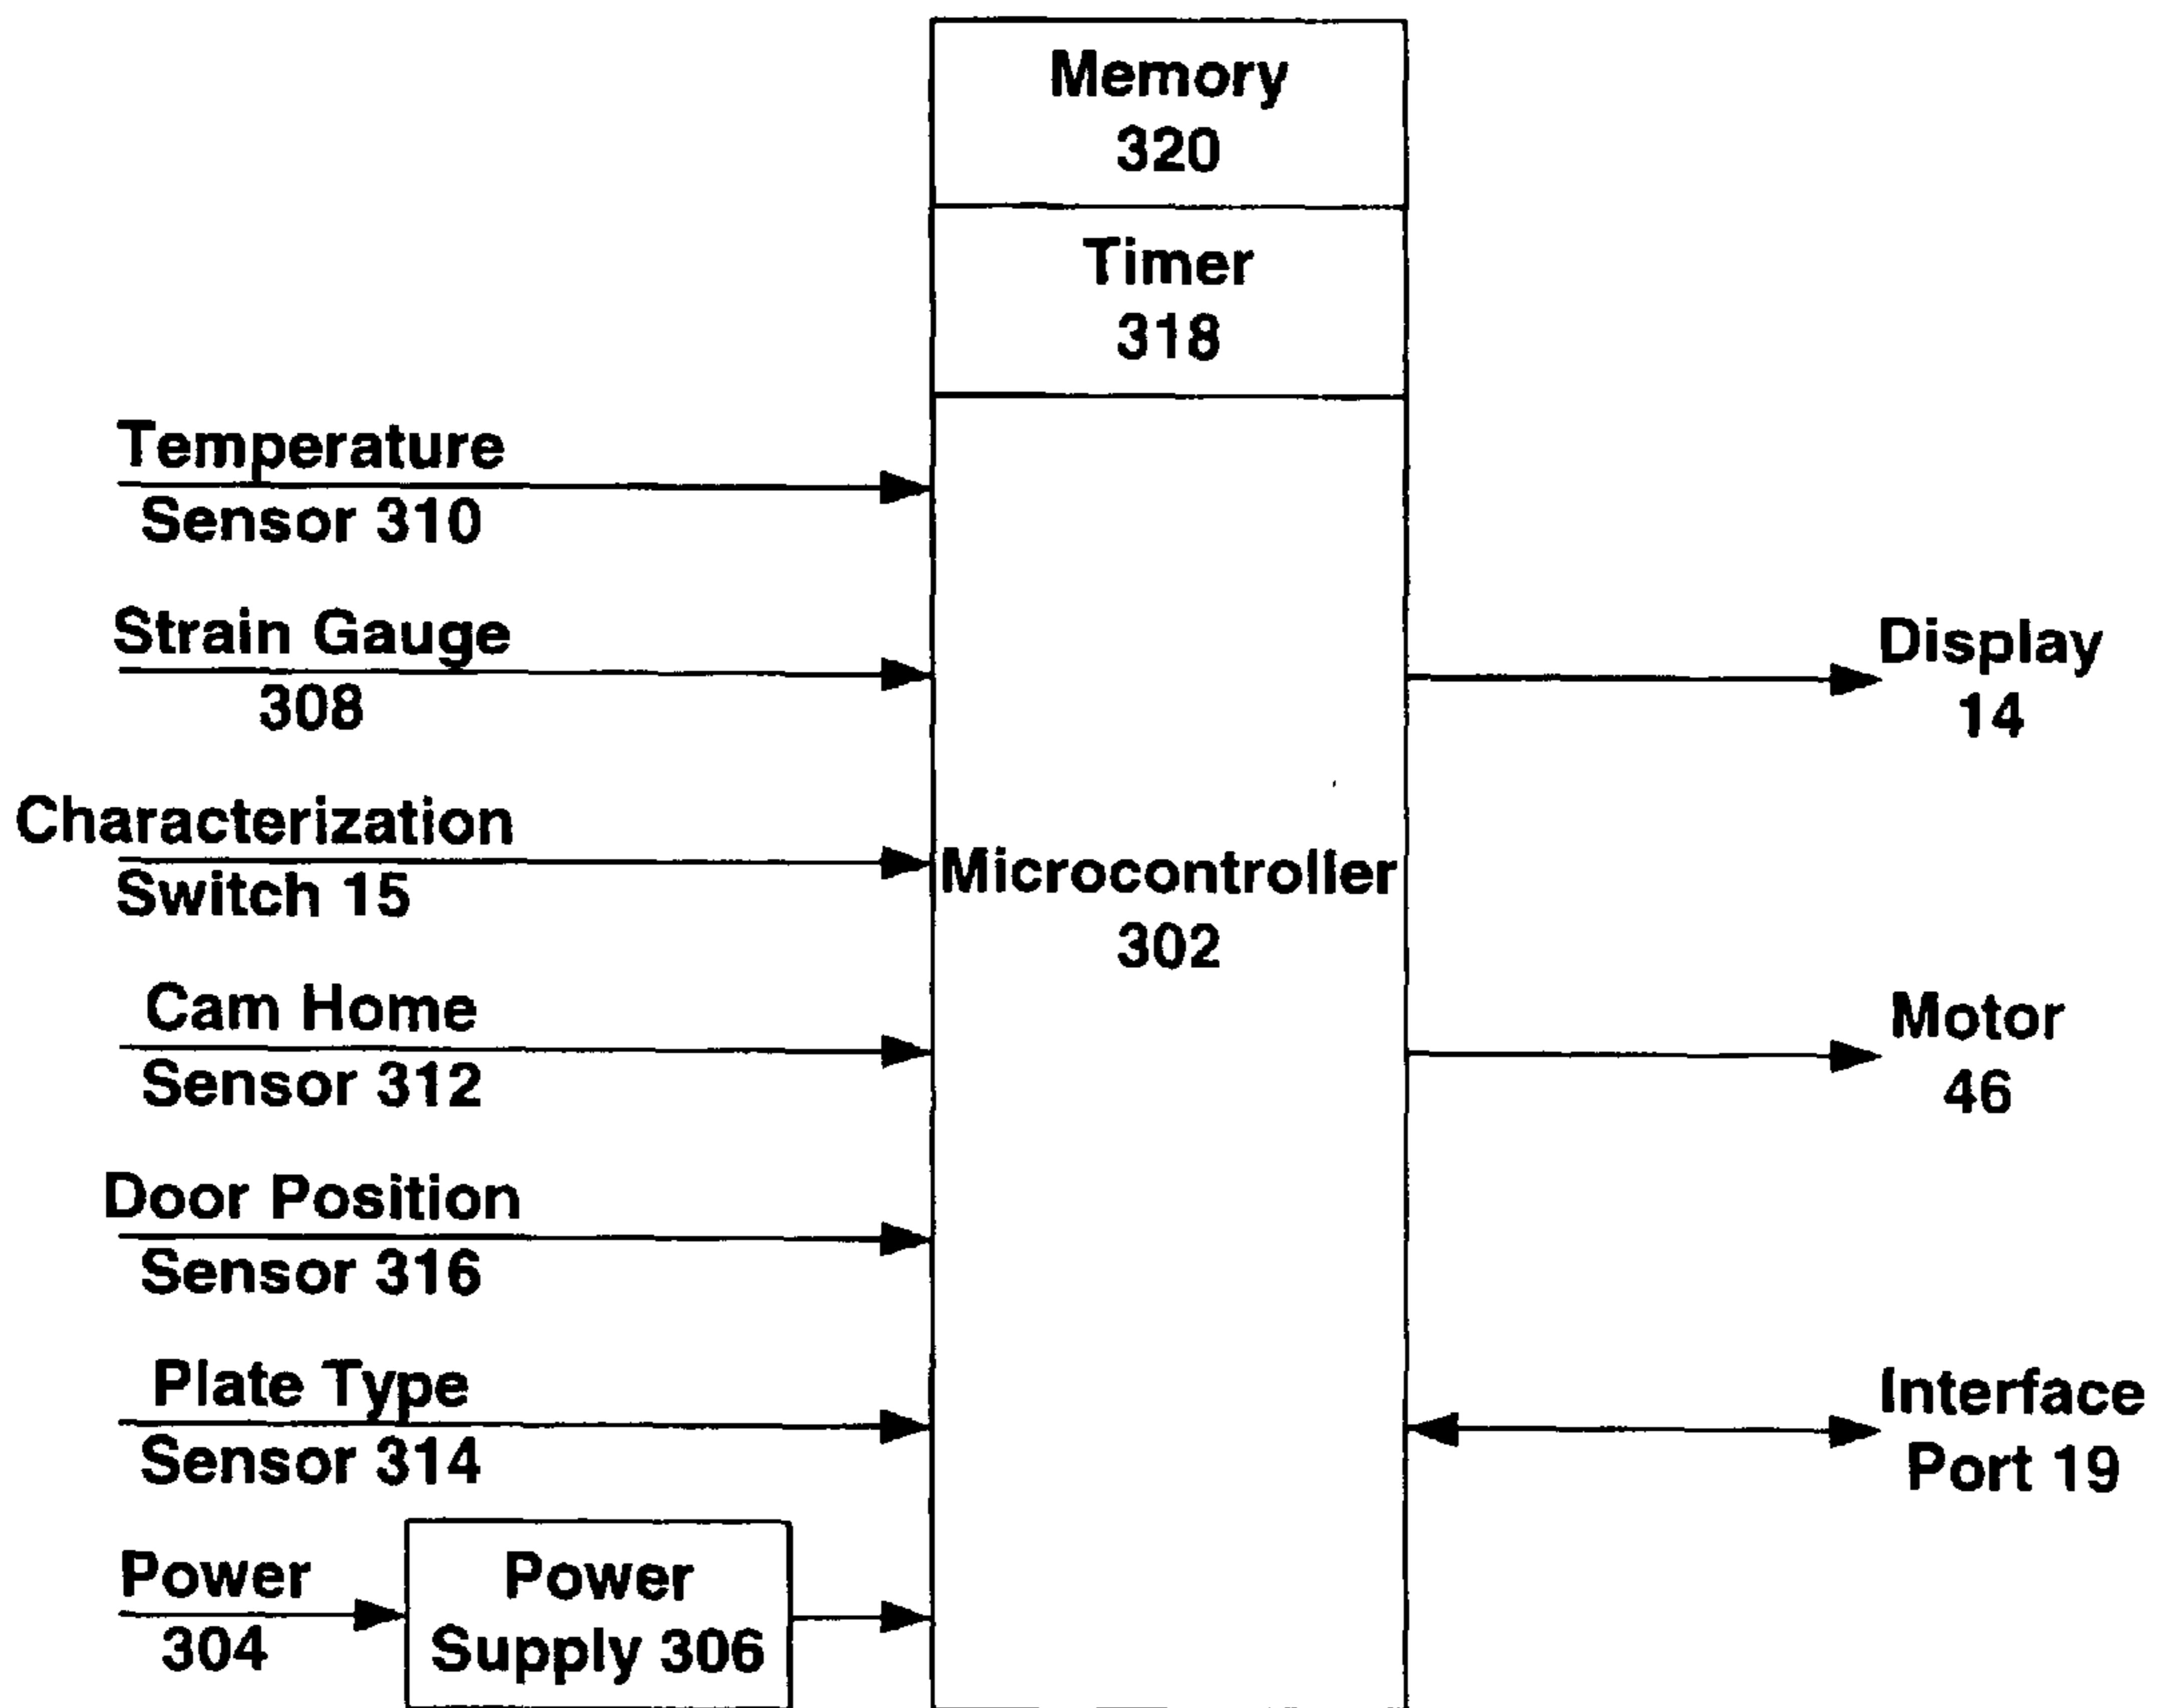 Memory
320
Timer
318
Temperature
Sensor 310
Strain Gauge
308
Characterization
Switch 15
Cam Home
Sensor 312
Door Position
Sensor 316
Plate Type
Sensor 314
Power
304
Power
Supply 306
Microcontroller
302
Display
14
Motor
46
Interface
Port 19